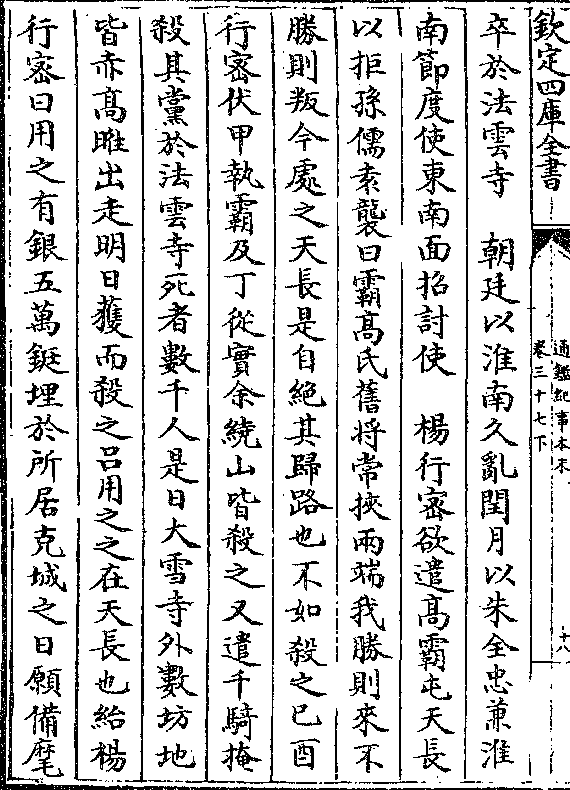 欽定四庫全書
通鑑紀事本末
卷三十七下
十八
卒於法雲寺　朝廷以淮南久亂閏月以朱全忠兼淮
南節度使東南面招討使　楊行密欲遣髙霸屯天長
以拒孫儒袁襲曰霸髙氏舊將常挾兩端我勝則來不
勝則叛今處之天長是自絶其歸路也不如殺之已酉
行密伏甲執霸及丁從實余繞山皆殺之又遣千騎掩
殺其黨於法雲寺死者數千人是日大雪寺外數坊地
皆赤髙暀出走明日獲而殺之吕用之之在天長也紿楊
行密曰用之有銀五萬鋌埋於所居克城之日願備麾